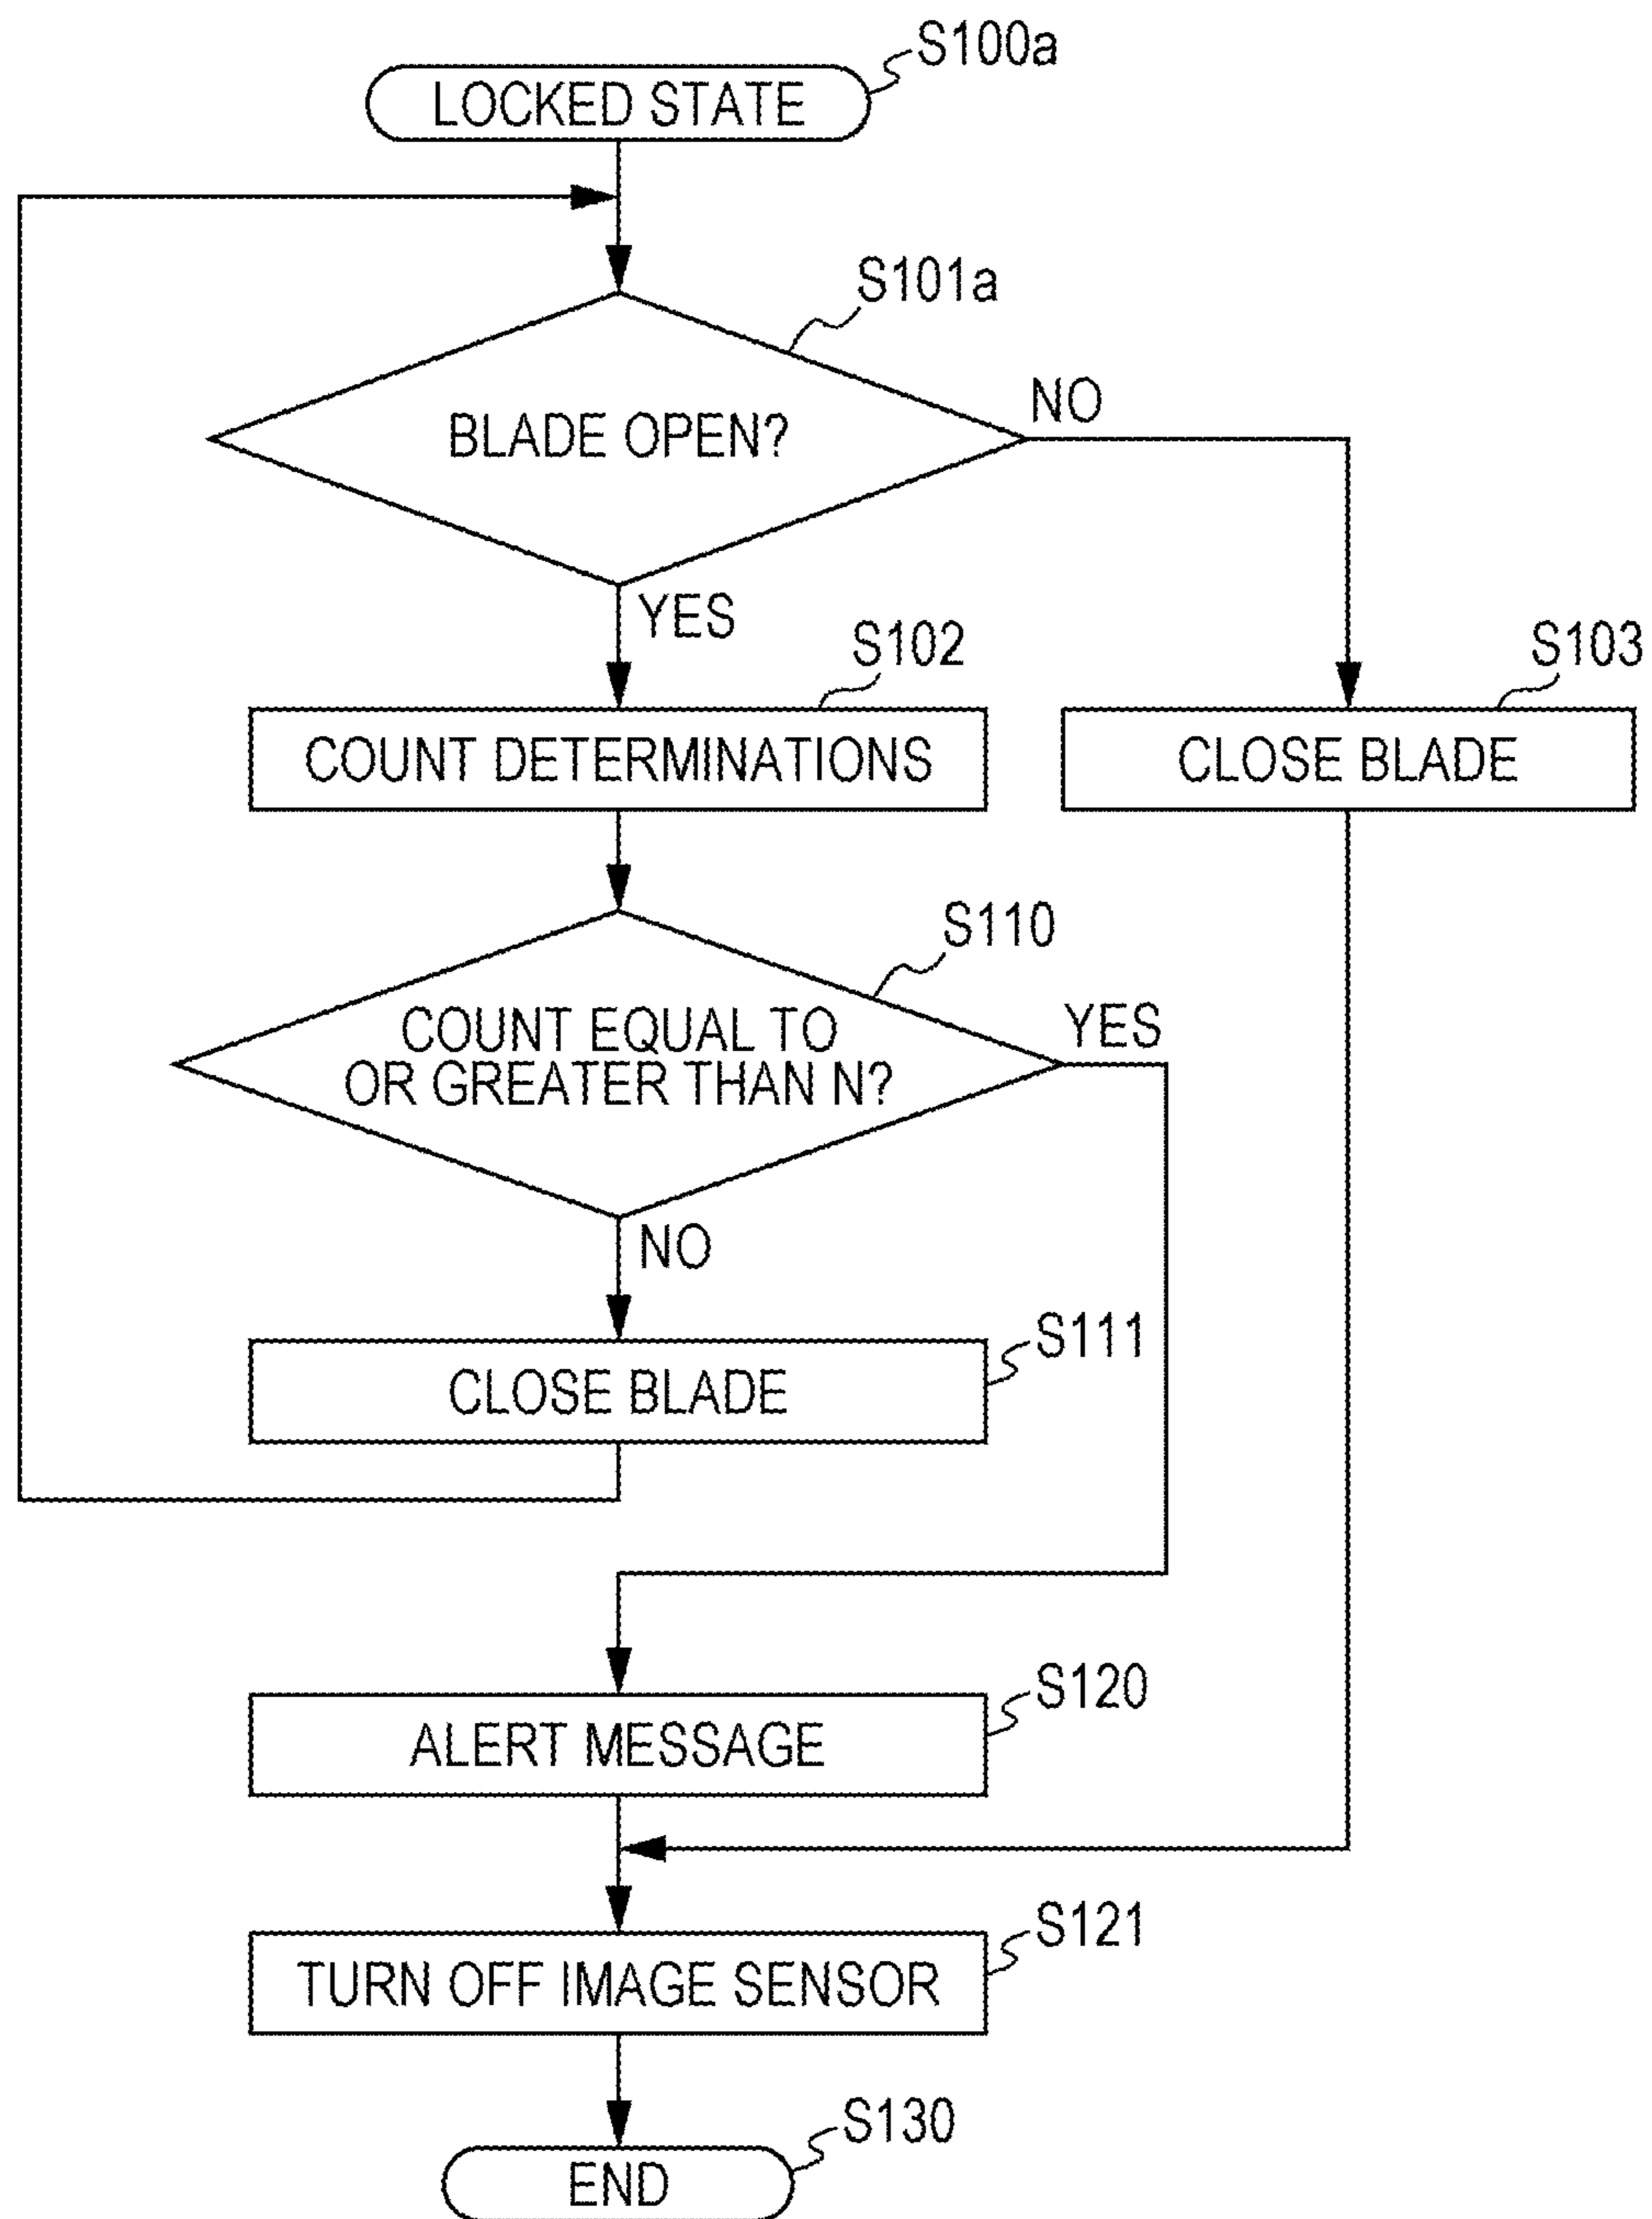 S100a
LOCKED STATE
S101a
BLADE OPEN?
NO
YES
S102
S103
COUNT DETERMINATIONS
CLOSE BLADE
S110
COUNT EQUAL TO
OR GREATER THAN N?
YES
NO
S111
CLOSE BLADE
S120
ALERT MESSAGE
S121
TURN OFF IMAGE SENSOR
S130
END